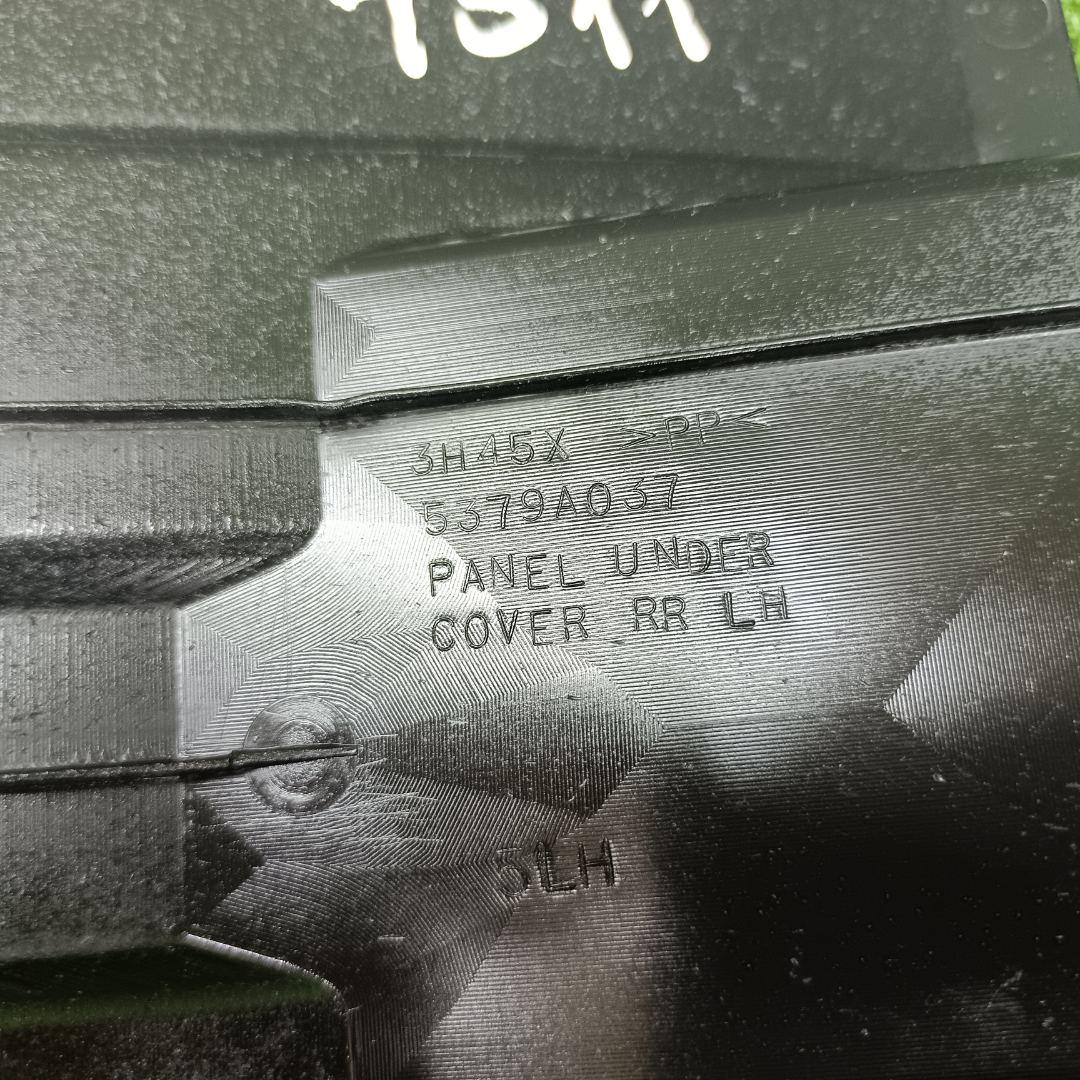 3H45X >PP<
5379A037
PANEL UNDER
COVER RR LH
5LH